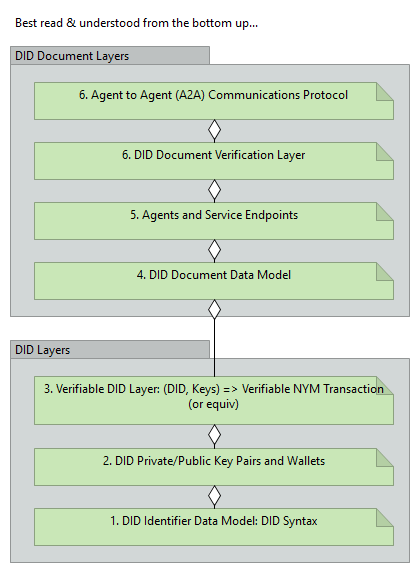 Best read & understood from the bottom up...
DID Document Layers
6. Agent to Agent (A2A) Communications Protocol
6. DID Document Verification Layer
5. Agents and Service Endpoints
4. DID Document Data Model
DID Layers
3. Verifiable DID Layer: (DID, Keys) => Verifiable NYM Transaction
(or equiv)
2. DID Private/Public Key Pairs and Wallets
1. DID Identifier Data Model: DID Syntax